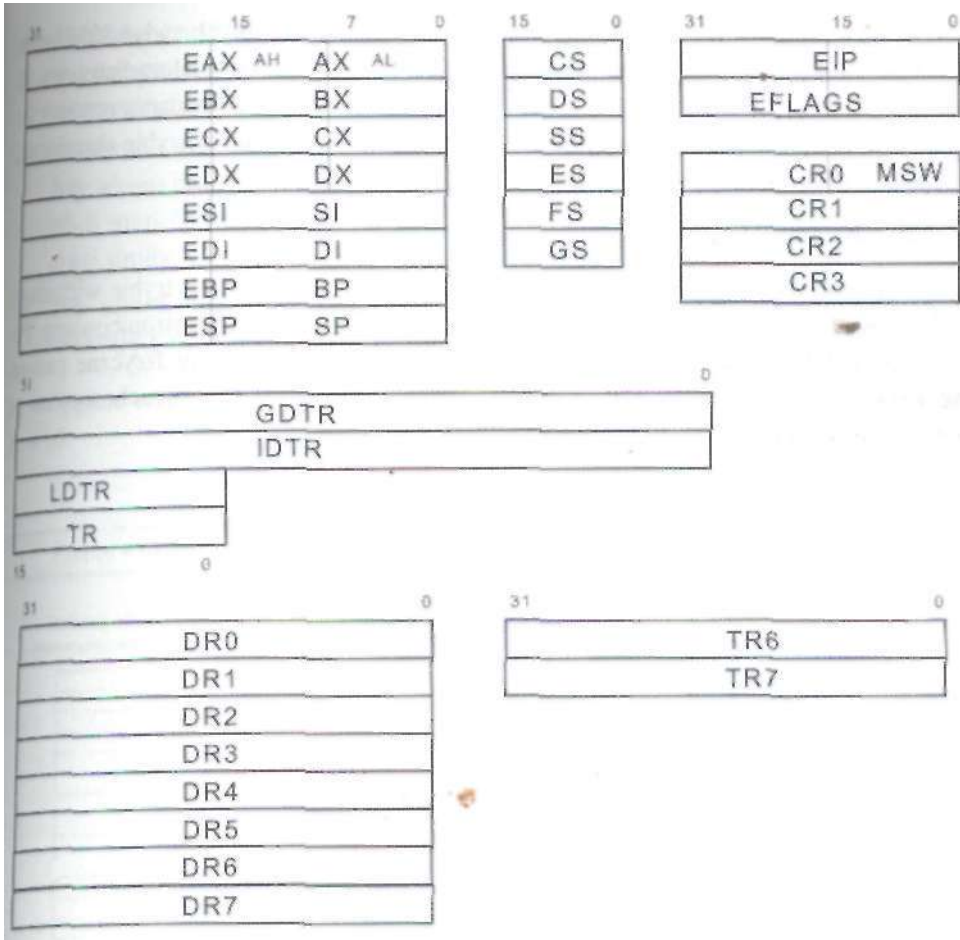 31 15 7 0
EAX AH AX AL
EBX BX
ECX CX
EDX DX
ESI SI
EDI DI
EBP BP
ESP SP
15 0
CS
DS
SS
ES
FS
GS
31 15 0
EIP
EFLAGS
CR0 MSW
CR1
CR2
CR3
0
GDTR
IDTR
LDTR
TR
15 0
31 0
DR0
DR1
DR2
DR3
DR4
DR5
DR6
DR7
31 0
TR6
TR7